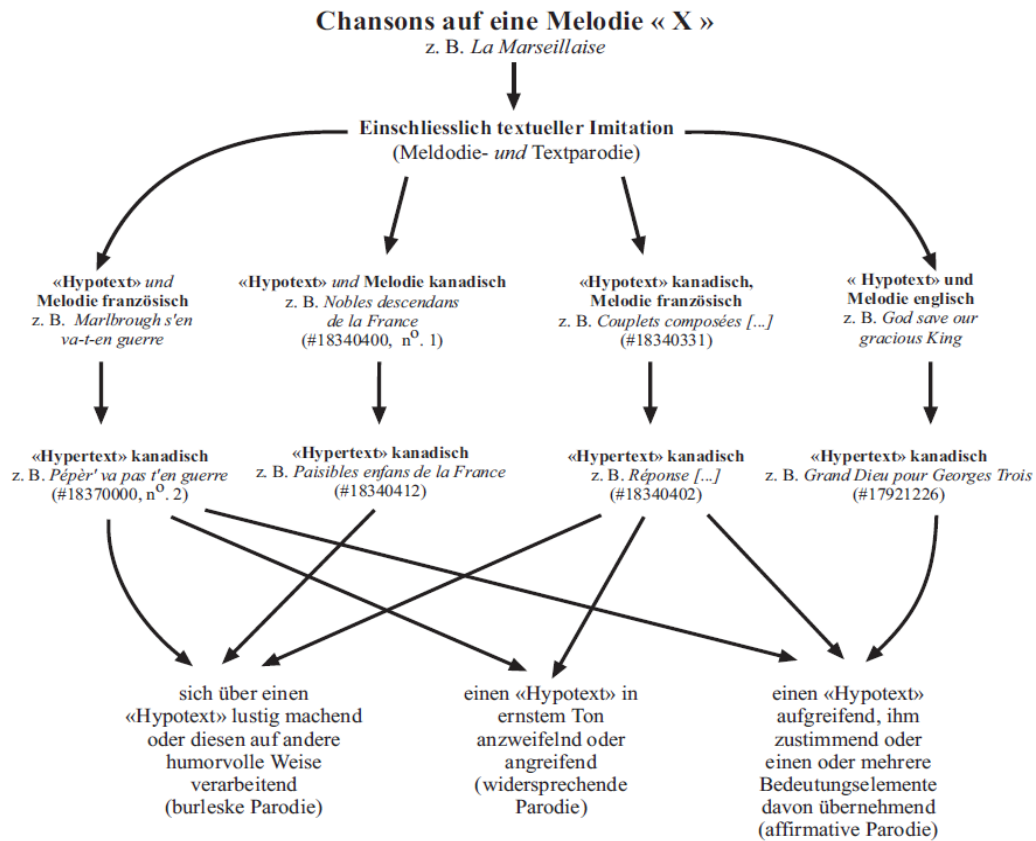 Chansons auf eine Melodie « X »
z. B. La Marseillaise
Einschliesslich textueller Imitation
(Meldodie- und Textparodie)
«Hypotext» und
Melodie französisch
z. B. Marlbrough s'en
va-t-en guerre
«Hypotext» und Melodie kanadisch
z. B. Nobles descendans
de la France
(#18340400, nº. 1)
«Hypotext» kanadisch,
Melodie französisch
z. B. Couplets composées [...]
(#18340331)
« Hypotext» und
Melodie englisch
z. B. God save our
gracious King
«Hypertext» kanadisch
z. B. Pépèr' va pas t'en guerre
(#18370000, nº. 2)
«Hypertext» kanadisch
z. B. Paisibles enfans de la France
(#18340412)
«Hypertext» kanadisch
z. B. Réponse [...]
(#18340402)
«Hypertext» kanadisch
z. B. Grand Dieu pour Georges Trois
(#17921226)
sich über einen
«Hypotext» lustig machend
oder diesen auf andere
humorvolle Weise
verarbeitend
(burleske Parodie)
einen «Hypotext» in
ernstem Ton
anzweifelnd oder
angreifend
(widersprechende
Parodie)
einen «Hypotext»
aufgreifend, ihm
zustimmend oder
einen oder mehrere
Bedeutungselemente
davon übernehmend
(affirmative Parodie)